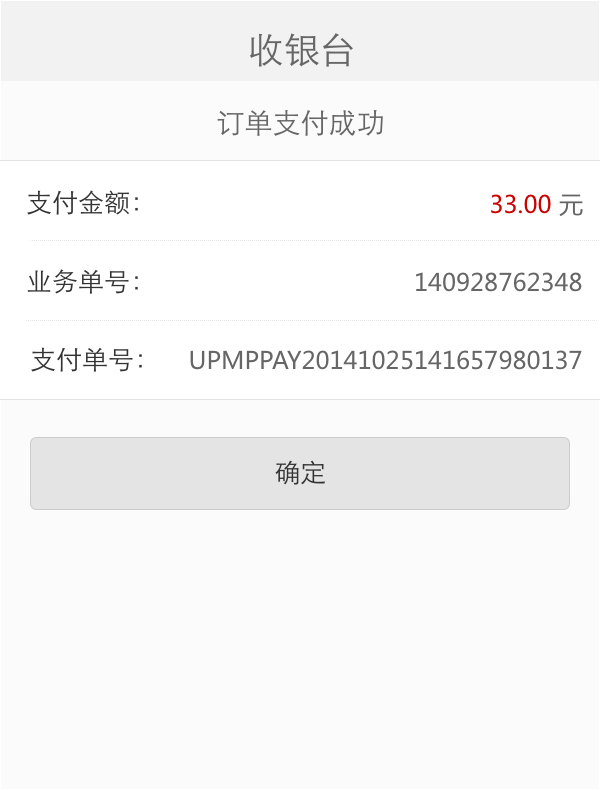 收银台
订单支付成功
支付金额： 33.00 元
业务单号： 140928762348
支付单号： UPMPPAY20141025141657980137
确定